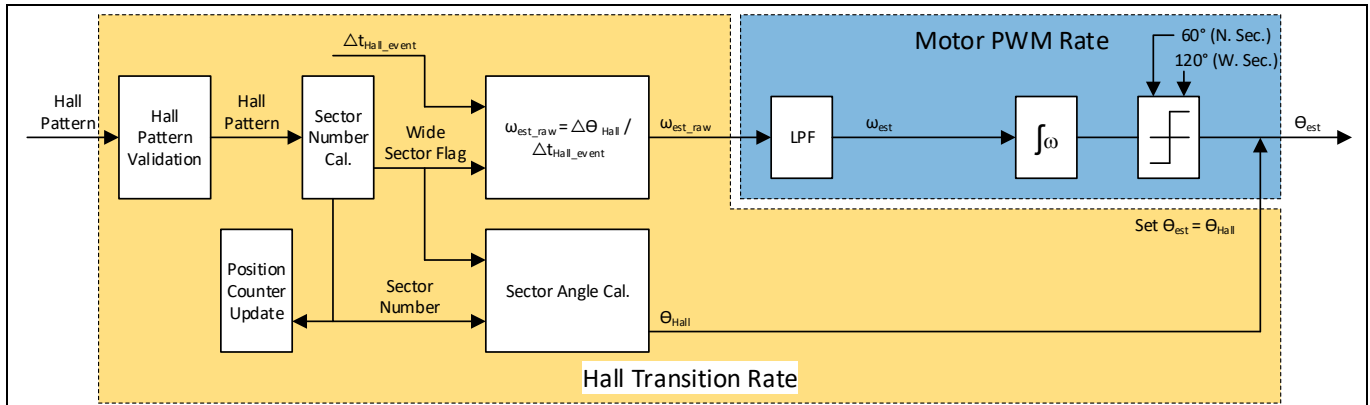 Hall
Pattern
Hall
Pattern
Validation
Hall
Pattern
Sector
Number
Cal.
△tHall_event
Wide
Sector Flag
ωest_raw = △ϴ Hall /
△tHall_event
ωest_raw
Motor PWM Rate
LPF
ωest
∫ω
60° (N. Sec.)
120° (W. Sec.)
ϴest
Set ϴest = ϴHall
Position
Counter
Update
Sector
Number
Sector Angle Cal.
ϴHall
Hall Transition Rate